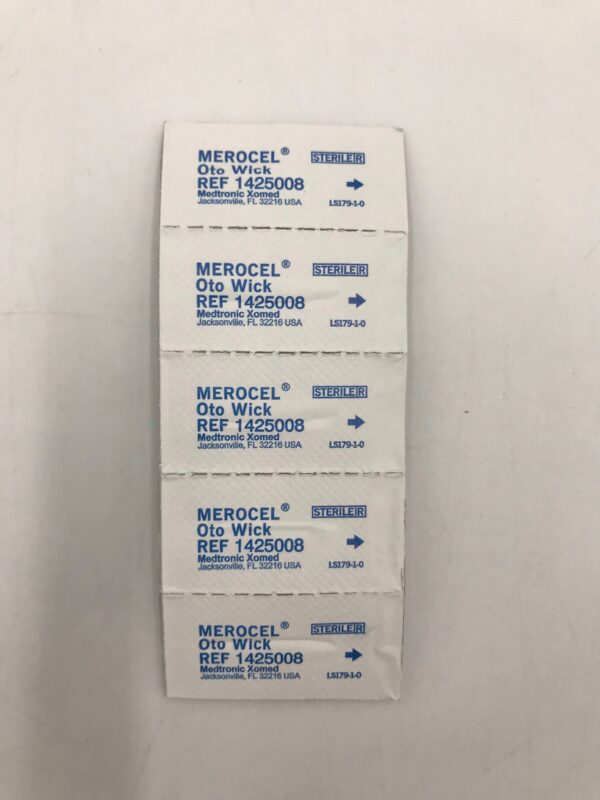 MEROCEL® STERILE R
Oto Wick
REF 1425008
Medtronic Xomed
Jacksonville, FL 32216 USA LS179-1-0
MEROCEL® STERILE R
Oto Wick
REF 1425008
Medtronic Xomed
Jacksonville, FL 32216 USA LS179-1-0
MEROCEL® STERILE R
Oto Wick
REF 1425008
Medtronic Xomed
Jacksonville, FL 32216 USA LS179-1-0
MEROCEL® STERILE R
Oto Wick
REF 1425008
Medtronic Xomed
Jacksonville, FL 32216 USA LS179-1-0
MEROCEL® STERILE R
Oto Wick
REF 1425008
Medtronic Xomed
Jacksonville, FL 32216 USA LS179-1-0